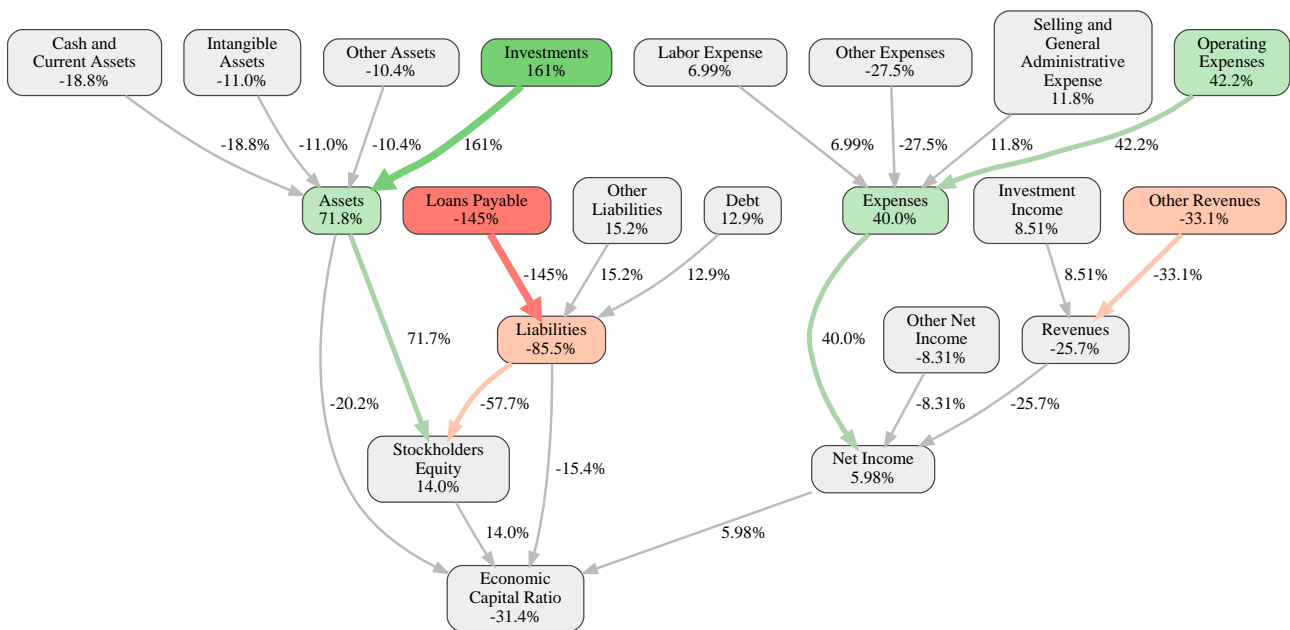 Cash and
Current Assets
-18.8%
Intangible
Assets
-11.0%
Other Assets
-10.4%
Investments
161%
Labor Expense
6.99%
Other Expenses
-27.5%
Selling and
General
Administrative
Expense
11.8%
Operating
Expenses
42.2%
-18.8%
-11.0%
-10.4%
161%
6.99%
-27.5%
11.8%
42.2%
Assets
71.8%
Loans Payable
-145%
Other
Liabilities
15.2%
Debt
12.9%
Expenses
40.0%
Investment
Income
8.51%
Other Revenues
-33.1%
-145%
15.2%
12.9%
8.51%
-33.1%
71.7%
Liabilities
-85.5%
40.0%
Other Net
Income
-8.31%
Revenues
-25.7%
-20.2%
-57.7%
-8.31%
-25.7%
Stockholders
Equity
14.0%
-15.4%
Net Income
5.98%
14.0%
5.98%
Economic
Capital Ratio
-31.4%